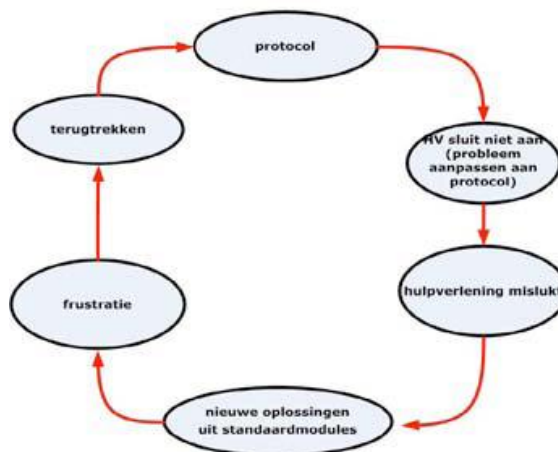 protocol
HV sluit niet aan
(probleem
aanpassen aan
protocol)
hulpverlening mislukt
nieuwe oplossingen
uit standaardmodules
frustratie
terugtrekken